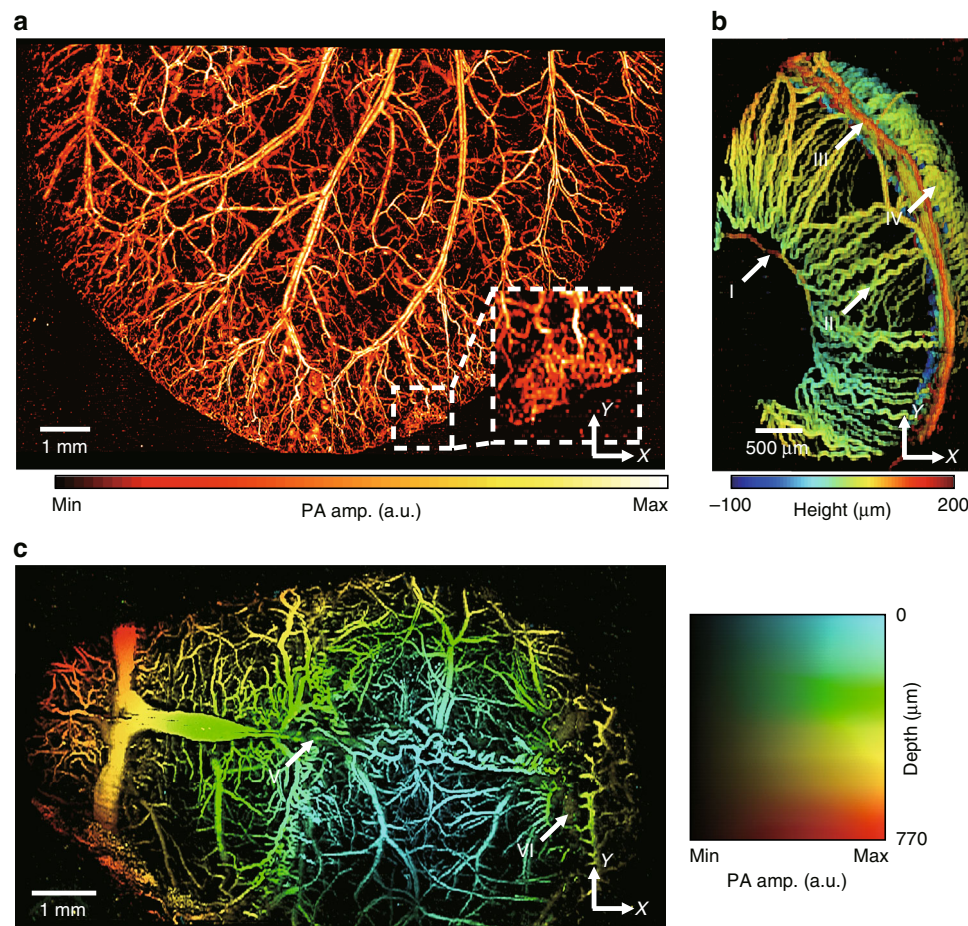 a
1 mm
Y
X
Min
PA amp. (a.u.)
Max
b
III
IV
I
II
500 μm
Y
X
–100
Height (μm)
200
c
V
VI
1 mm
Y
X
0
Depth (μm)
770
Min
Max
PA amp. (a.u.)